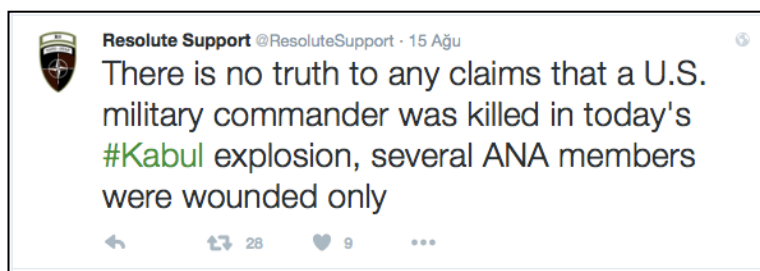 Resolute Support @ResoluteSupport · 15 Ağu
There is no truth to any claims that a U.S.
military commander was killed in today's
#Kabul explosion, several ANA members
were wounded only
28 9